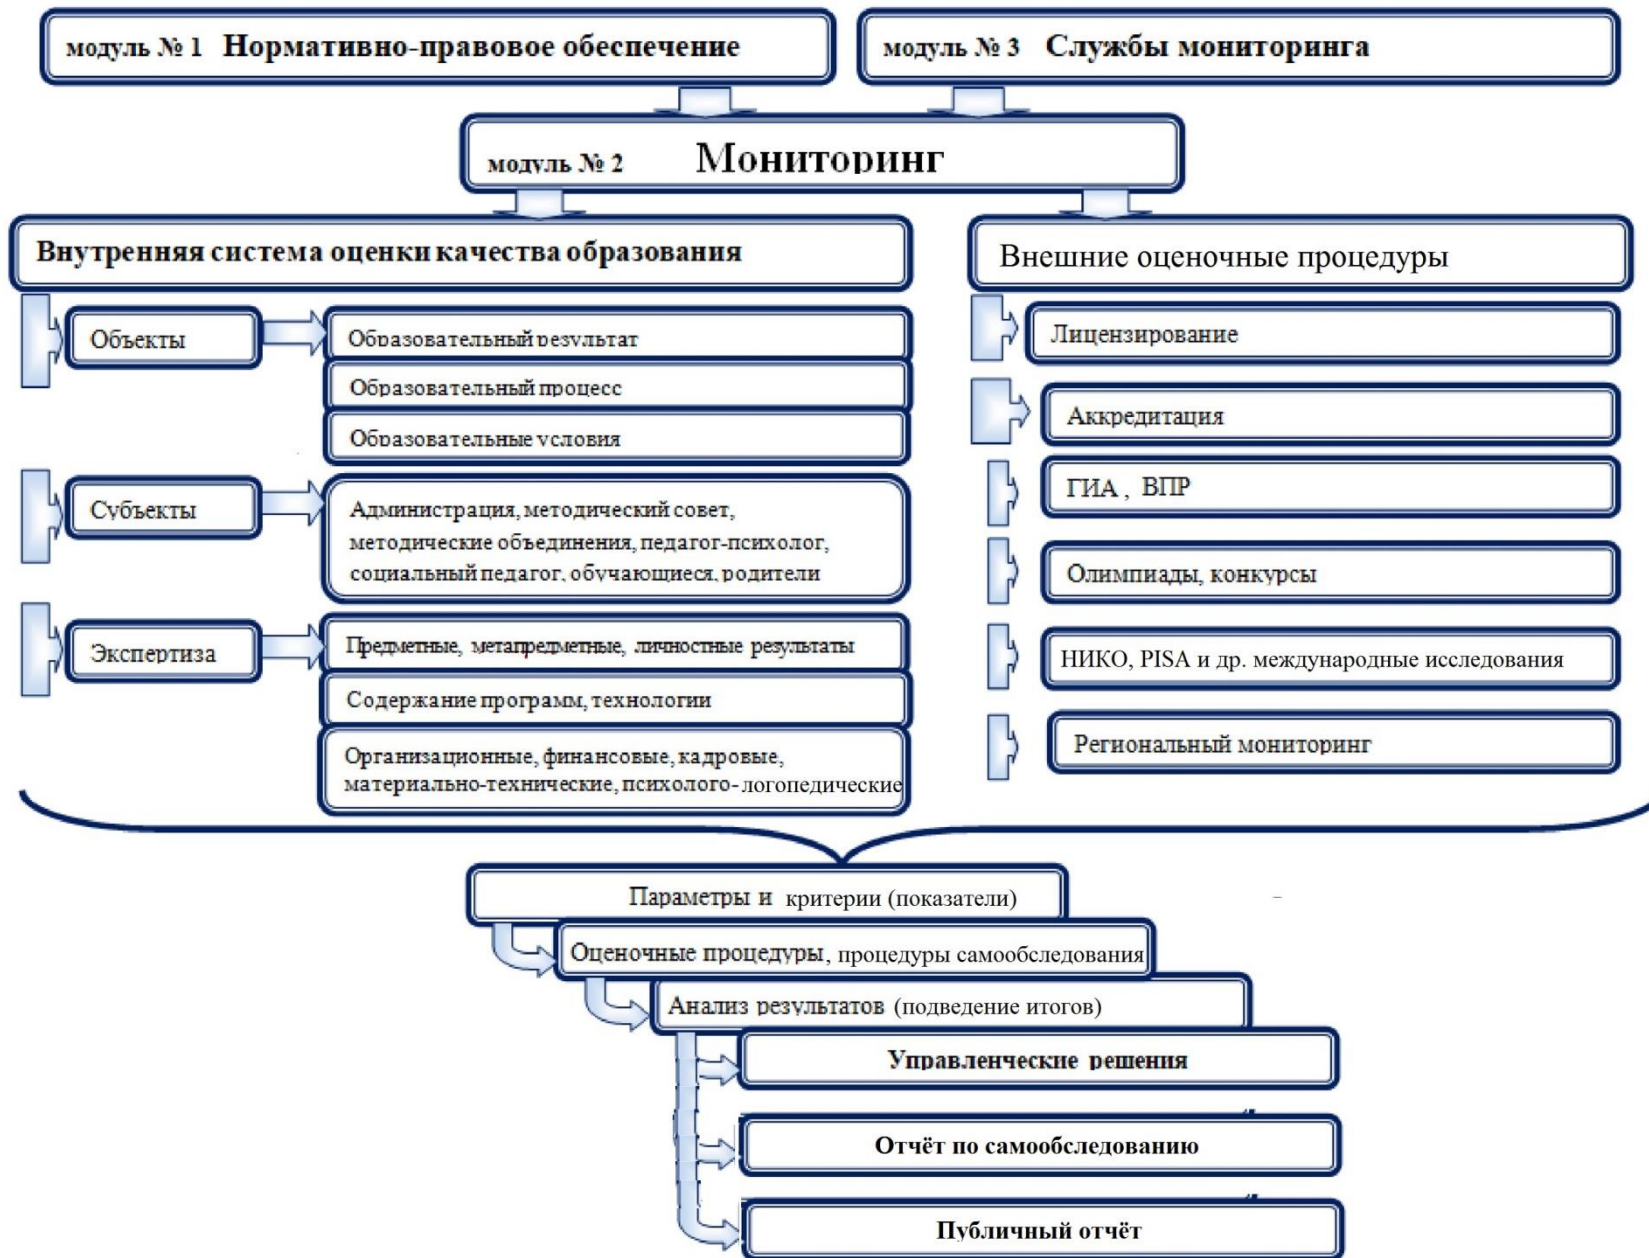 модуль № 1 Нормативно-правовое обеспечение
модуль № 3 Службы мониторинга
модуль № 2 Мониторинг
Внутренняя система оценки качества образования
Объекты
Образовательный результат
Образовательный процесс
Образовательные условия
Субъекты
Администрация, методический совет,
методические объединения, педагог-психолог,
социальный педагог, обучающиеся, родители
Экспертиза
Предметные, метапредметные, личностные результаты
Содержание программ, технологии
Организационные, финансовые, кадровые,
материально-технические, психолого-логопедические
Внешние оценочные процедуры
Лицензирование
Аккредитация
ГИА , ВПР
Олимпиады, конкурсы
НИКО, PISA и др. международные исследования
Региональный мониторинг
Параметры и критерии (показатели)
Оценочные процедуры, процедуры самообследования
Анализ результатов (подведение итогов)
Управленческие решения
Отчёт по самообследованию
Публичный отчёт